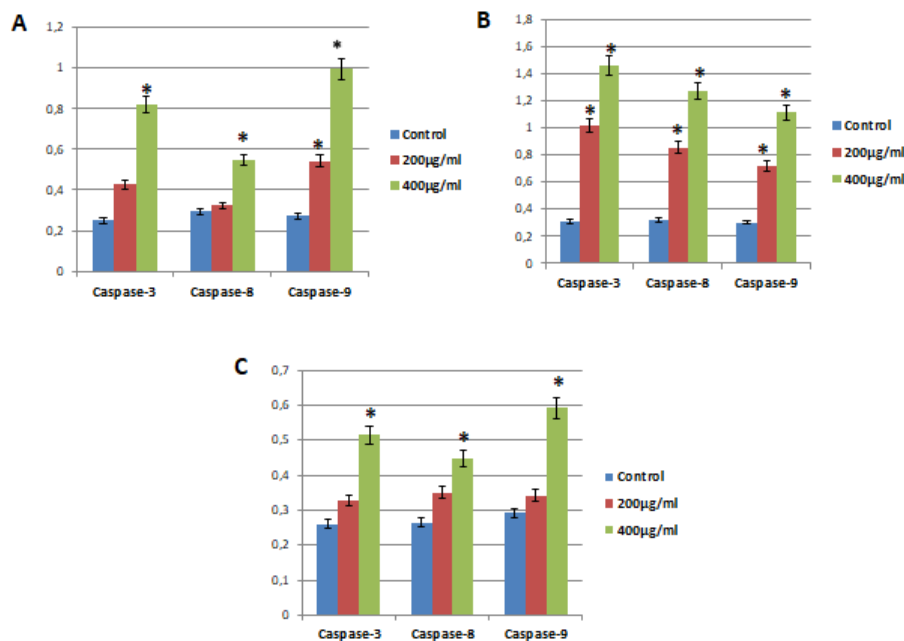 A
1,2
1
0,8
0,6
0,4
0,2
0
*
*
*
*
Caspase-3 Caspase-8 Caspase-9
Control
200µg/ml
400µg/ml
B
1,8
1,6
1,4
1,2
1
0,8
0,6
0,4
0,2
0
*
*
*
*
*
*
Caspase-3 Caspase-8 Caspase-9
Control
200µg/ml
400µg/ml
C
0,7
0,6
0,5
0,4
0,3
0,2
0,1
0
*
*
*
Caspase-3 Caspase-8 Caspase-9
Control
200µg/ml
400µg/ml